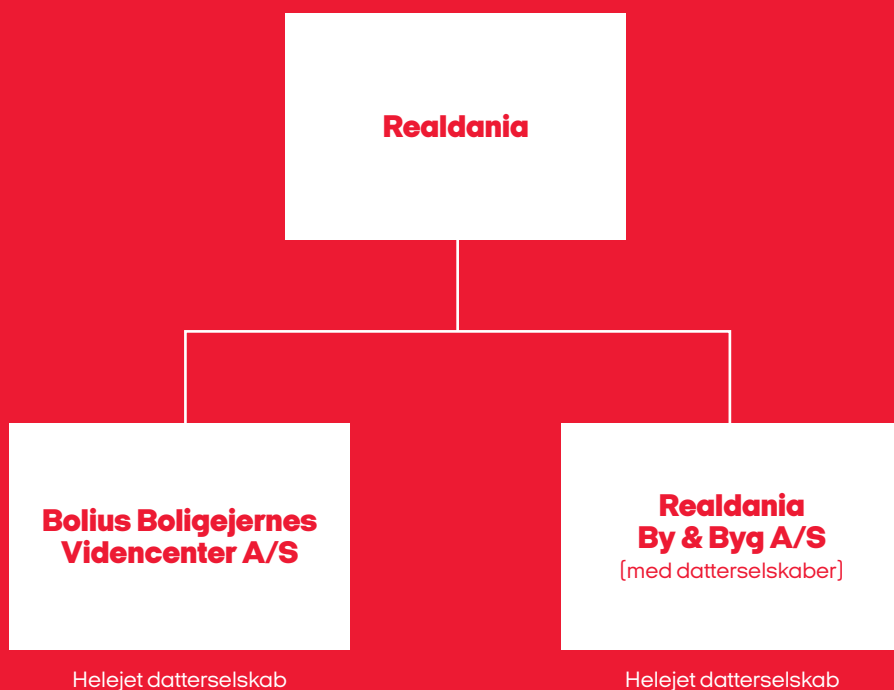 Realdania
Bolius Boligejernes
Videncenter A/S
Helejet datterselskab
Realdania
By & Byg A/S
(med datterselskaber)
Helejet datterselskab